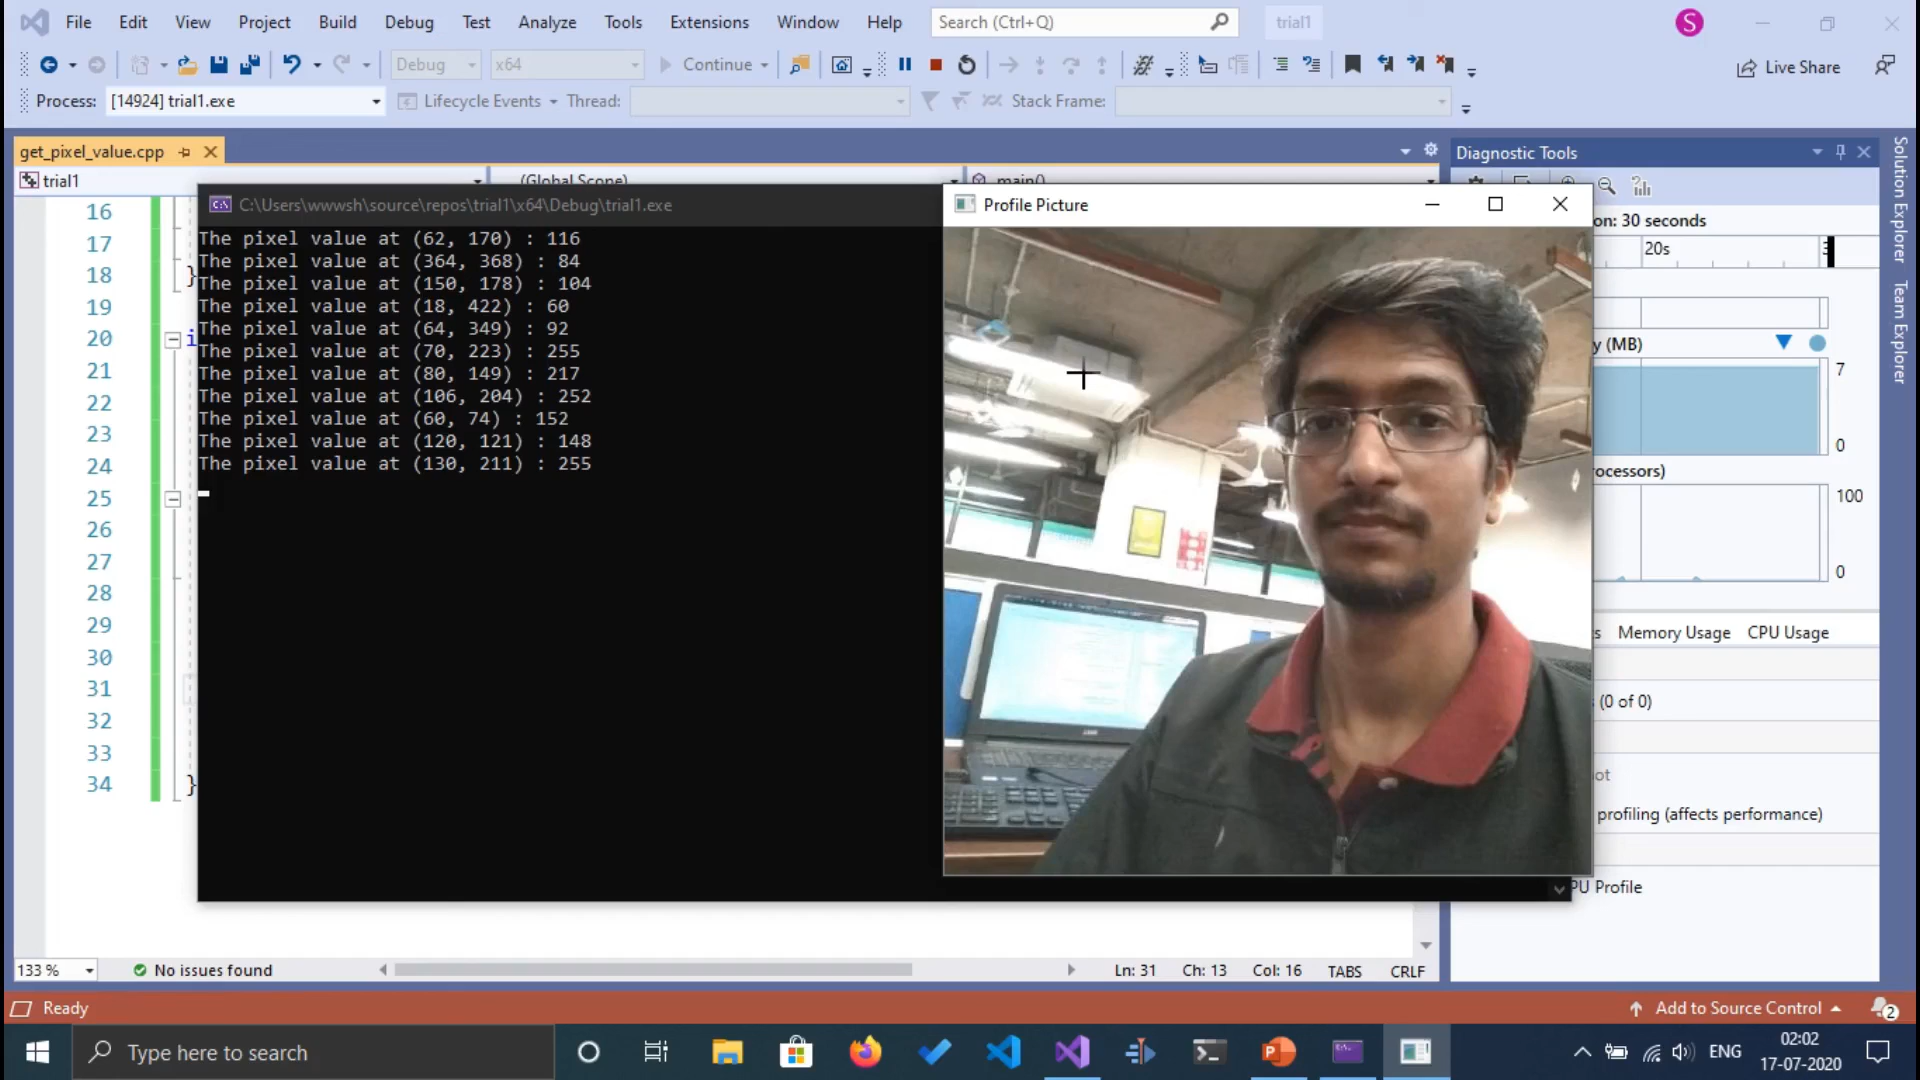 File Edit View Project Build Debug Test Analyze Tools Extensions Window Help Search (Ctrl+Q) trial1 S
Debug x64 Continue Live Share
Process: [14924] trial1.exe Lifecycle Events Thread: Stack Frame:
get_pixel_value.cpp
trial1 (Global Scope) main()
Diagnostic Tools
Solution Explorer
Team Explorer
C:\Users\wwwsh\source\repos\trial1\x64\Debug\trial1.exe
The pixel value at (62, 170) : 116
The pixel value at (364, 368) : 84
The pixel value at (150, 178) : 104
The pixel value at (18, 422) : 60
The pixel value at (64, 349) : 92
The pixel value at (70, 223) : 255
The pixel value at (80, 149) : 217
The pixel value at (106, 204) : 252
The pixel value at (60, 74) : 152
The pixel value at (120, 121) : 148
The pixel value at (130, 211) : 255
Profile Picture
16
17
18 }
19
20 i
21
22
23
24
25
26
27
28
29
30
31
32
33
34 }
on: 30 seconds
20s
y (MB)
7
0
ocessors)
100
0
s Memory Usage CPU Usage
(0 of 0)
ot
profiling (affects performance)
PU Profile
133 % No issues found Ln: 31 Ch: 13 Col: 16 TABS CRLF
Ready Add to Source Control 2
Type here to search ENG 02:02
17-07-2020